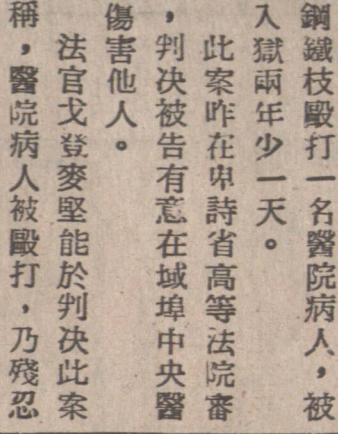 鋼鐵枝毆打一名醫院病人，被
入獄兩年少一天。
此案昨在卑詩省高等法院審
，判决被告有意在域埠中央醫
傷害他人。
法官戈登麥堅能於判决此案
稱，醫院病人被毆打，乃殘忍